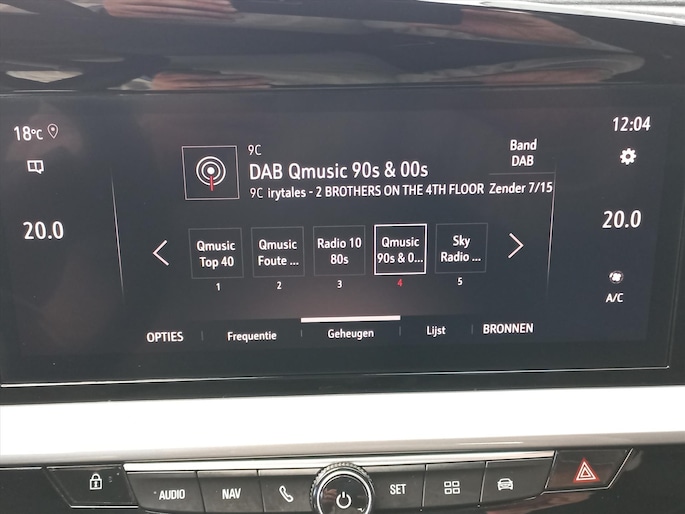 18°C
12:04
9C
DAB Qmusic 90s & 00s
9C irytales - 2 BROTHERS ON THE 4TH FLOOR
Band
DAB
Zender 7/15
20.0
20.0
Qmusic
Top 40
Qmusic
Foute ...
Radio 10
80s
Qmusic
90s & 0...
Sky
Radio ...
1
2
3
4
5
A/C
OPTIES
Frequentie
Geheugen
Lijst
BRONNEN
AUDIO
NAV
SET